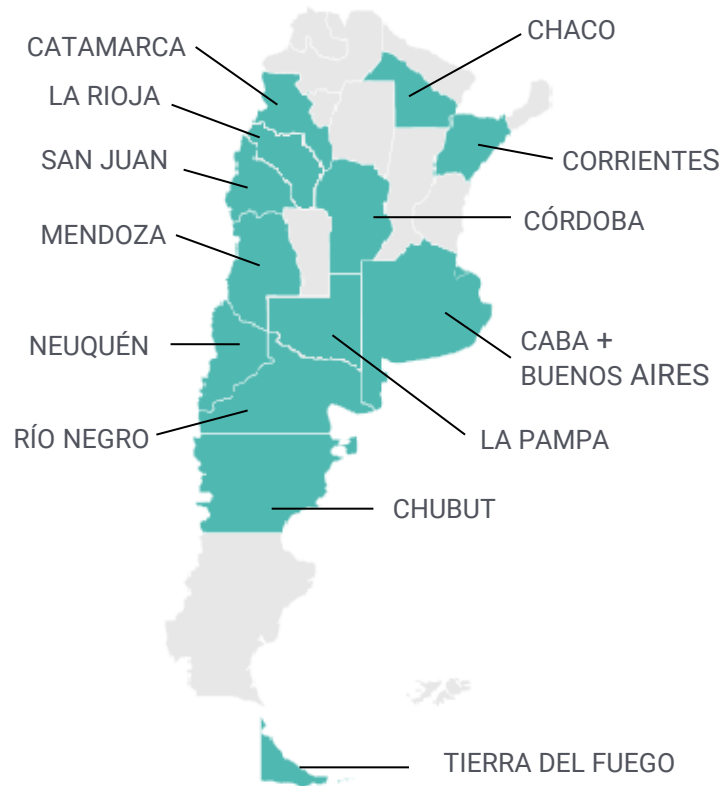 CATAMARCA
CHACO
LA RIOJA
SAN JUAN
CORRIENTES
MENDOZA
CÓRDOBA
NEUQUÉN
CABA +
BUENOS AIRES
RÍO NEGRO
LA PAMPA
CHUBUT
TIERRA DEL FUEGO